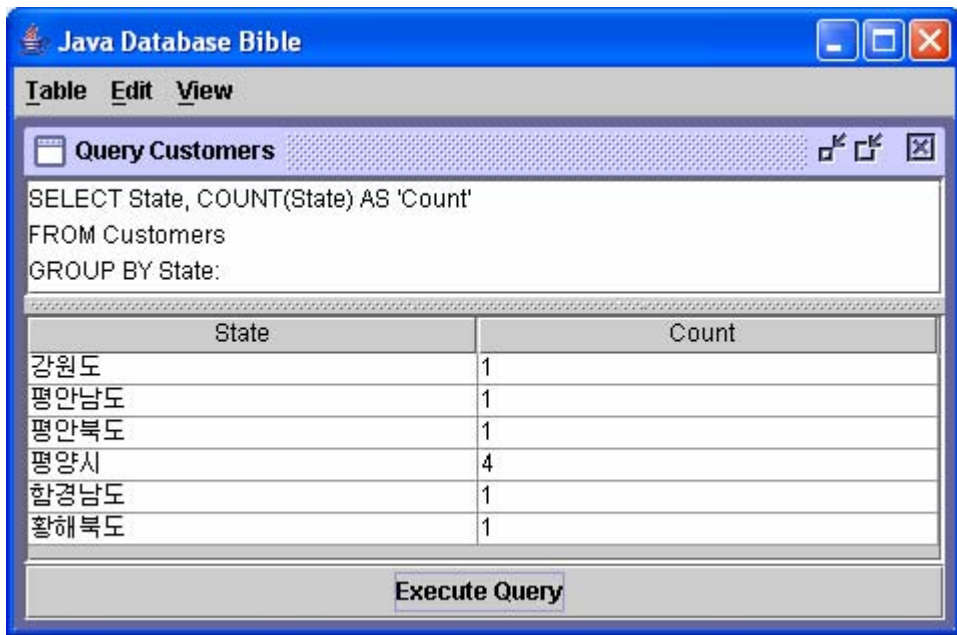 Java Database Bible
Table Edit View
Query Customers
SELECT State, COUNT(State) AS 'Count'
FROM Customers
GROUP BY State:
State Count
강원도 1
평안남도 1
평안북도 1
평양시 4
함경남도 1
황해북도 1
Execute Query